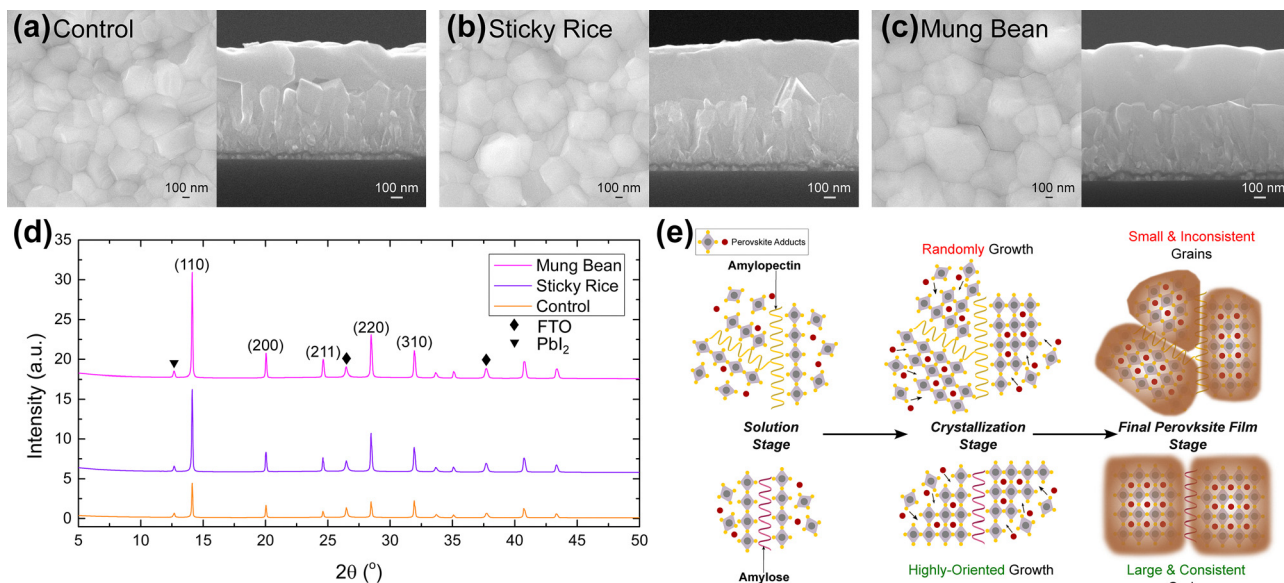 (a) Control
100 nm
100 nm
(b) Sticky Rice
100 nm
100 nm
(c) Mung Bean
100 nm
100 nm
(d)
35
30
25
20
15
10
5
0
Intensity (a.u.)
(110)
(200)
(211)
(220)
(310)
Mung Bean
Sticky Rice
Control
FTO
PbI₂
5
10
15
20
25
30
35
40
45
50
2θ (°)
(e)
Perovskite Adducts
Amylopectin
Randomly Growth
Small & Inconsistent
Grains
Solution
Stage
Crystallization
Stage
Final Perovksite Film
Stage
Amylose
Highly-Oriented Growth
Large & Consistent